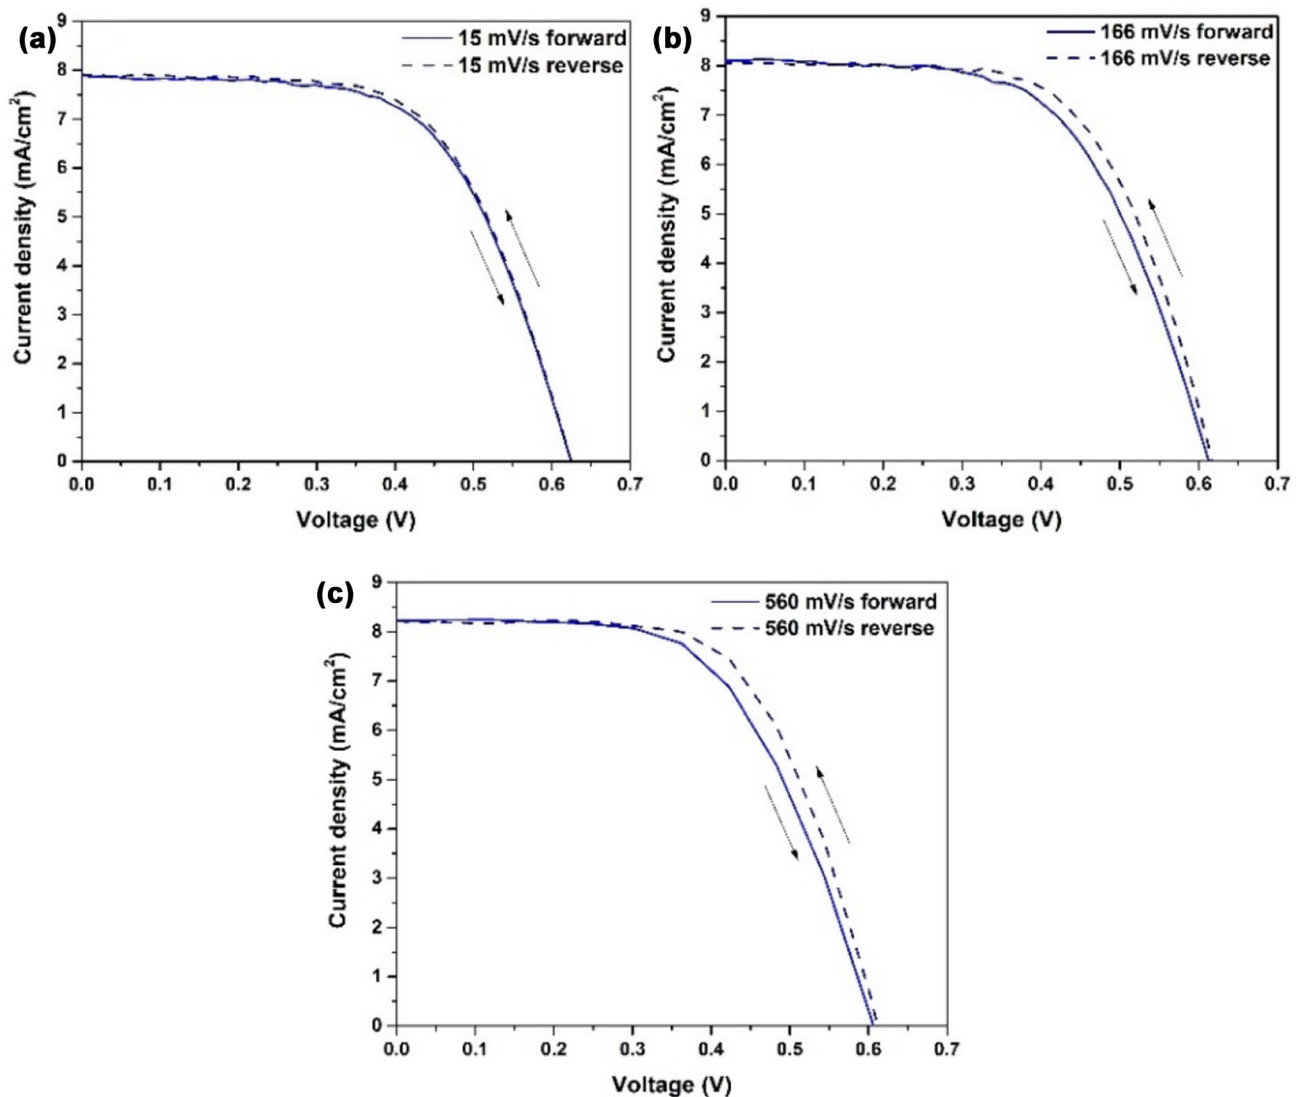 (a)
15 mV/s forward
15 mV/s reverse
Current density (mA/cm²)
9
8
7
6
5
4
3
2
1
0
0.0 0.1 0.2 0.3 0.4 0.5 0.6 0.7
Voltage (V)
(b)
166 mV/s forward
166 mV/s reverse
Current density (mA/cm²)
9
8
7
6
5
4
3
2
1
0
0.0 0.1 0.2 0.3 0.4 0.5 0.6 0.7
Voltage (V)
(c)
560 mV/s forward
560 mV/s reverse
Current density (mA/cm²)
9
8
7
6
5
4
3
2
1
0
0.0 0.1 0.2 0.3 0.4 0.5 0.6 0.7
Voltage (V)